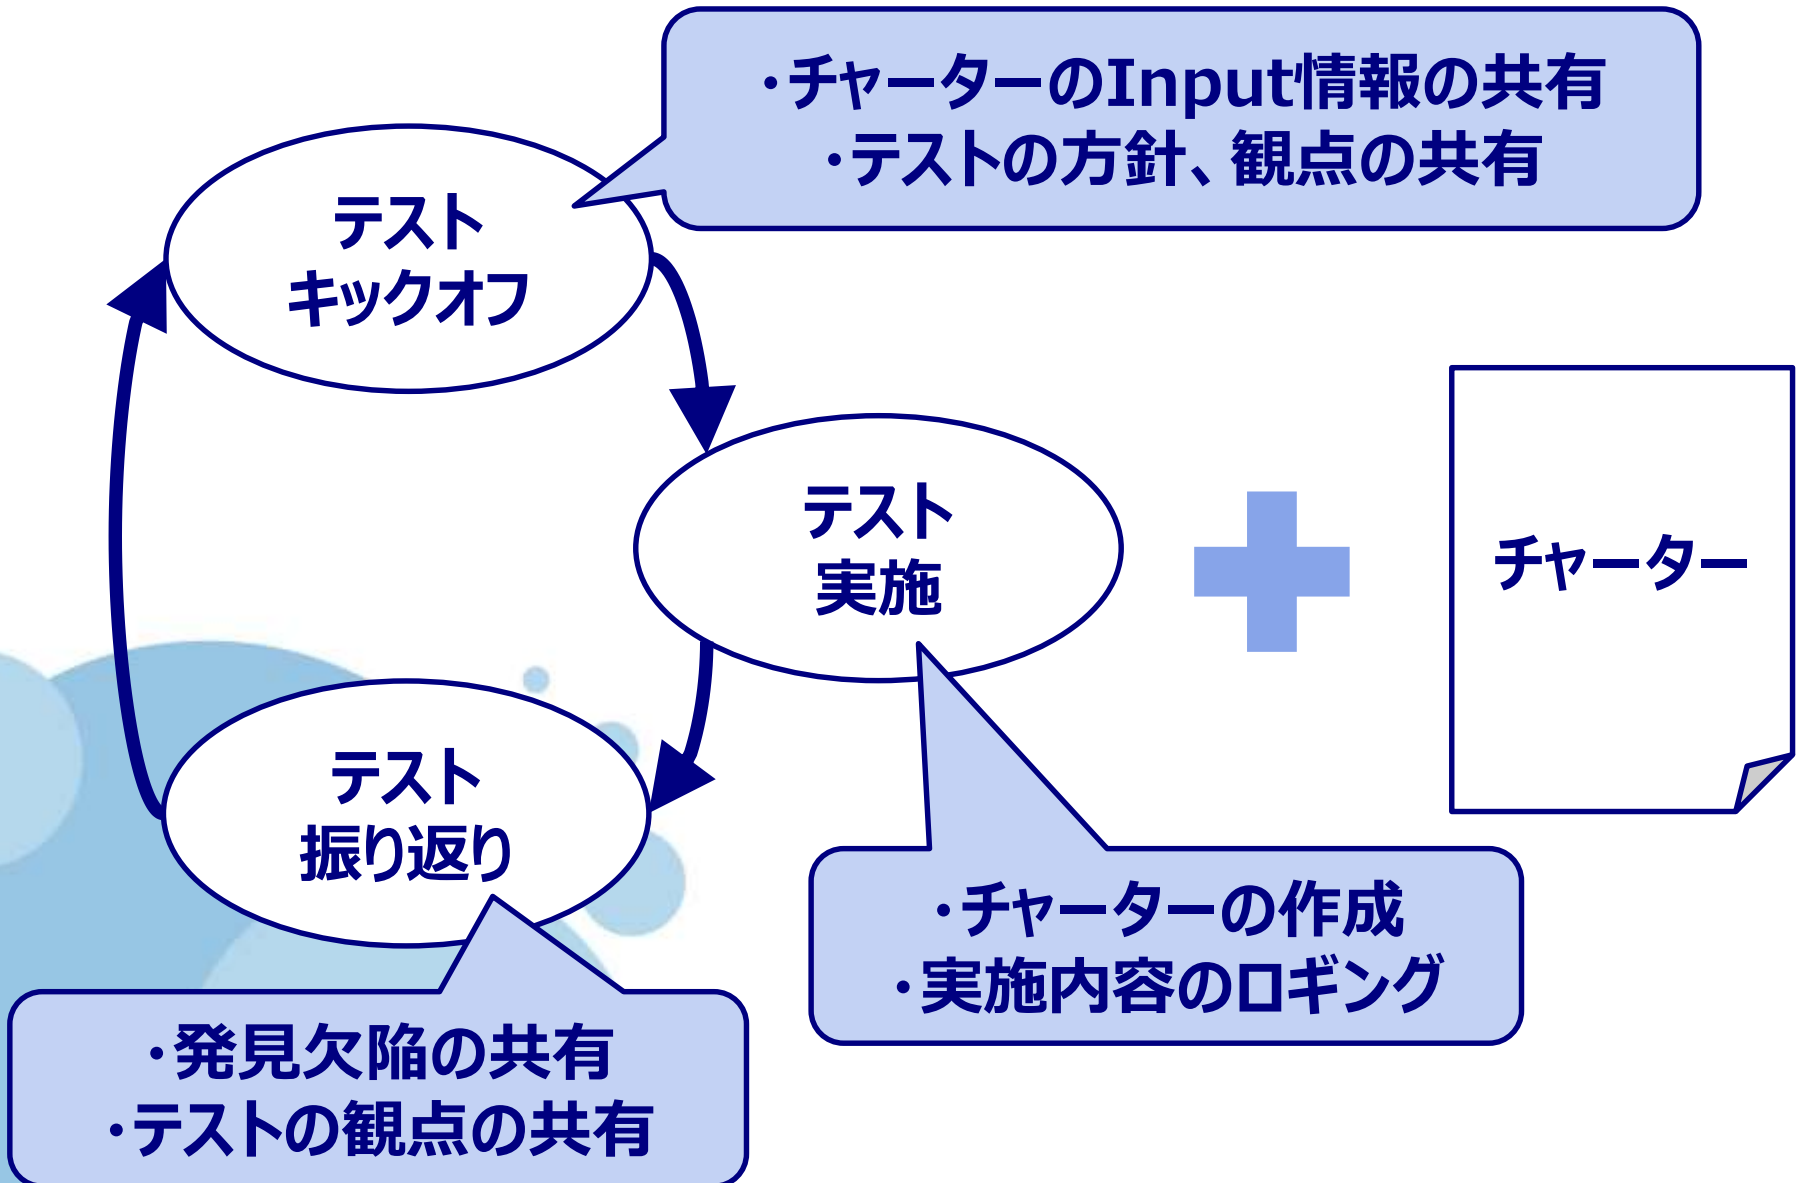 ・チャーターのInput情報の共有
・テストの方針、観点の共有
テスト
キックオフ
テスト
実施
チャーター
テスト
振り返り
・チャーターの作成
・実施内容のロギング
・発見欠陥の共有
・テストの観点の共有